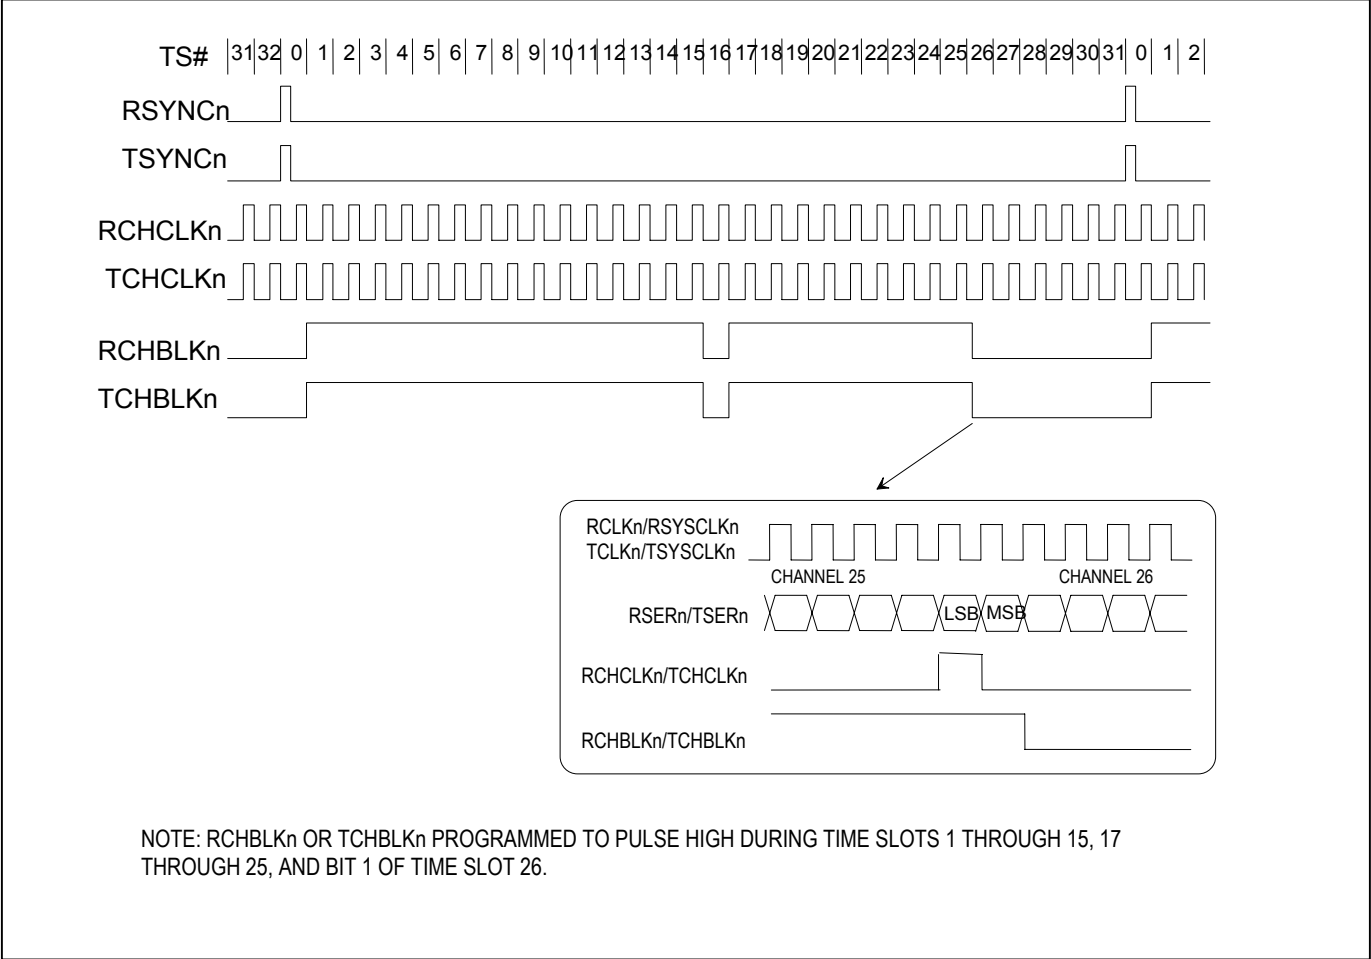 TS# 31 32 0 1 2 3 4 5 6 7 8 9 10 11 12 13 14 15 16 17 18 19 20 21 22 23 24 25 26 27 28 29 30 31 0 1 2
RSYNCn
TSYNCn
RCHCLKn
TCHCLKn
RCHBLKn
TCHBLKn
RCLKn/RSYSCLKn
TCLKn/TSYSCLKn
CHANNEL 25 CHANNEL 26
RSERn/TSERn LSB MSB
RCHCLKn/TCHCLKn
RCHBLKn/TCHBLKn
NOTE: RCHBLKn OR TCHBLKn PROGRAMMED TO PULSE HIGH DURING TIME SLOTS 1 THROUGH 15, 17
THROUGH 25, AND BIT 1 OF TIME SLOT 26.